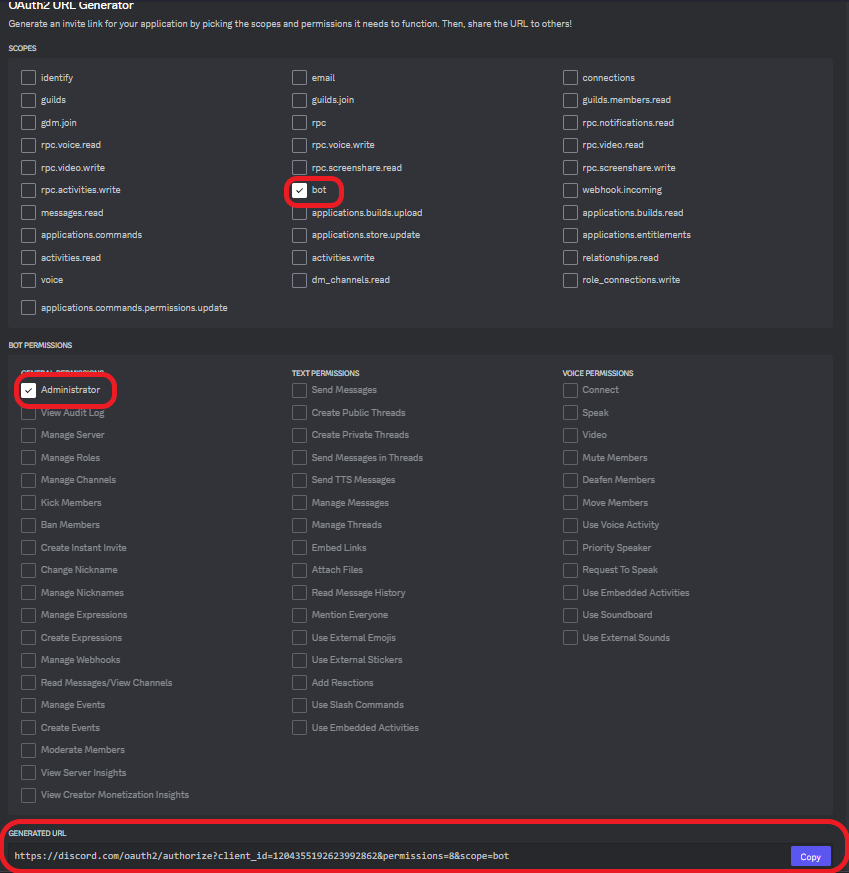 OAuth2 URL Generator
Generate an invite link for your application by picking the scopes and permissions it needs to function. Then, share the URL to others!
SCOPES
identify
email
connections
guilds
guilds.join
guilds.members.read
gdm.join
rpc
rpc.notifications.read
rpc.voice.read
rpc.voice.write
rpc.video.read
rpc.video.write
rpc.screenshare.read
rpc.screenshare.write
rpc.activities.write
bot
webhook.incoming
messages.read
applications.builds.upload
applications.builds.read
applications.commands
applications.store.update
applications.entitlements
activities.read
activities.write
relationships.read
voice
dm_channels.read
role_connections.write
applications.commands.permissions.update
BOT PERMISSIONS
GENERAL PERMISSIONS
Administrator
View Audit Log
Manage Server
Manage Roles
Manage Channels
Kick Members
Ban Members
Create Instant Invite
Change Nickname
Manage Nicknames
Manage Expressions
Create Expressions
Manage Webhooks
Read Messages/View Channels
Manage Events
Create Events
Moderate Members
View Server Insights
View Creator Monetization Insights
TEXT PERMISSIONS
Send Messages
Create Public Threads
Create Private Threads
Send Messages in Threads
Send TTS Messages
Manage Messages
Manage Threads
Embed Links
Attach Files
Read Message History
Mention Everyone
Use External Emojis
Use External Stickers
Add Reactions
Use Slash Commands
Use Embedded Activities
VOICE PERMISSIONS
Connect
Speak
Video
Mute Members
Deafen Members
Move Members
Use Voice Activity
Priority Speaker
Request To Speak
Use Embedded Activities
Use Soundboard
Use External Sounds
GENERATED URL
https://discord.com/oauth2/authorize?client_id=1204355192623992862&permissions=8&scope=bot
Copy